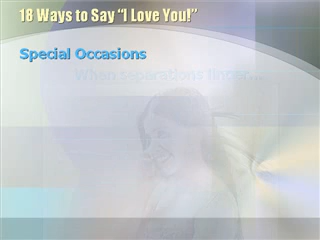 18 Ways to Say “I Love You!”
Special Occasions
When separations linger...